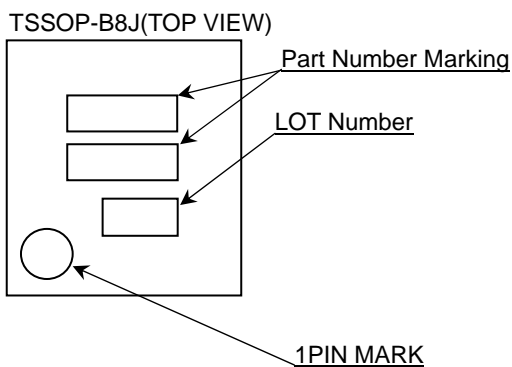 TSSOP-B8J(TOP VIEW)
Part Number Marking
LOT Number
1PIN MARK